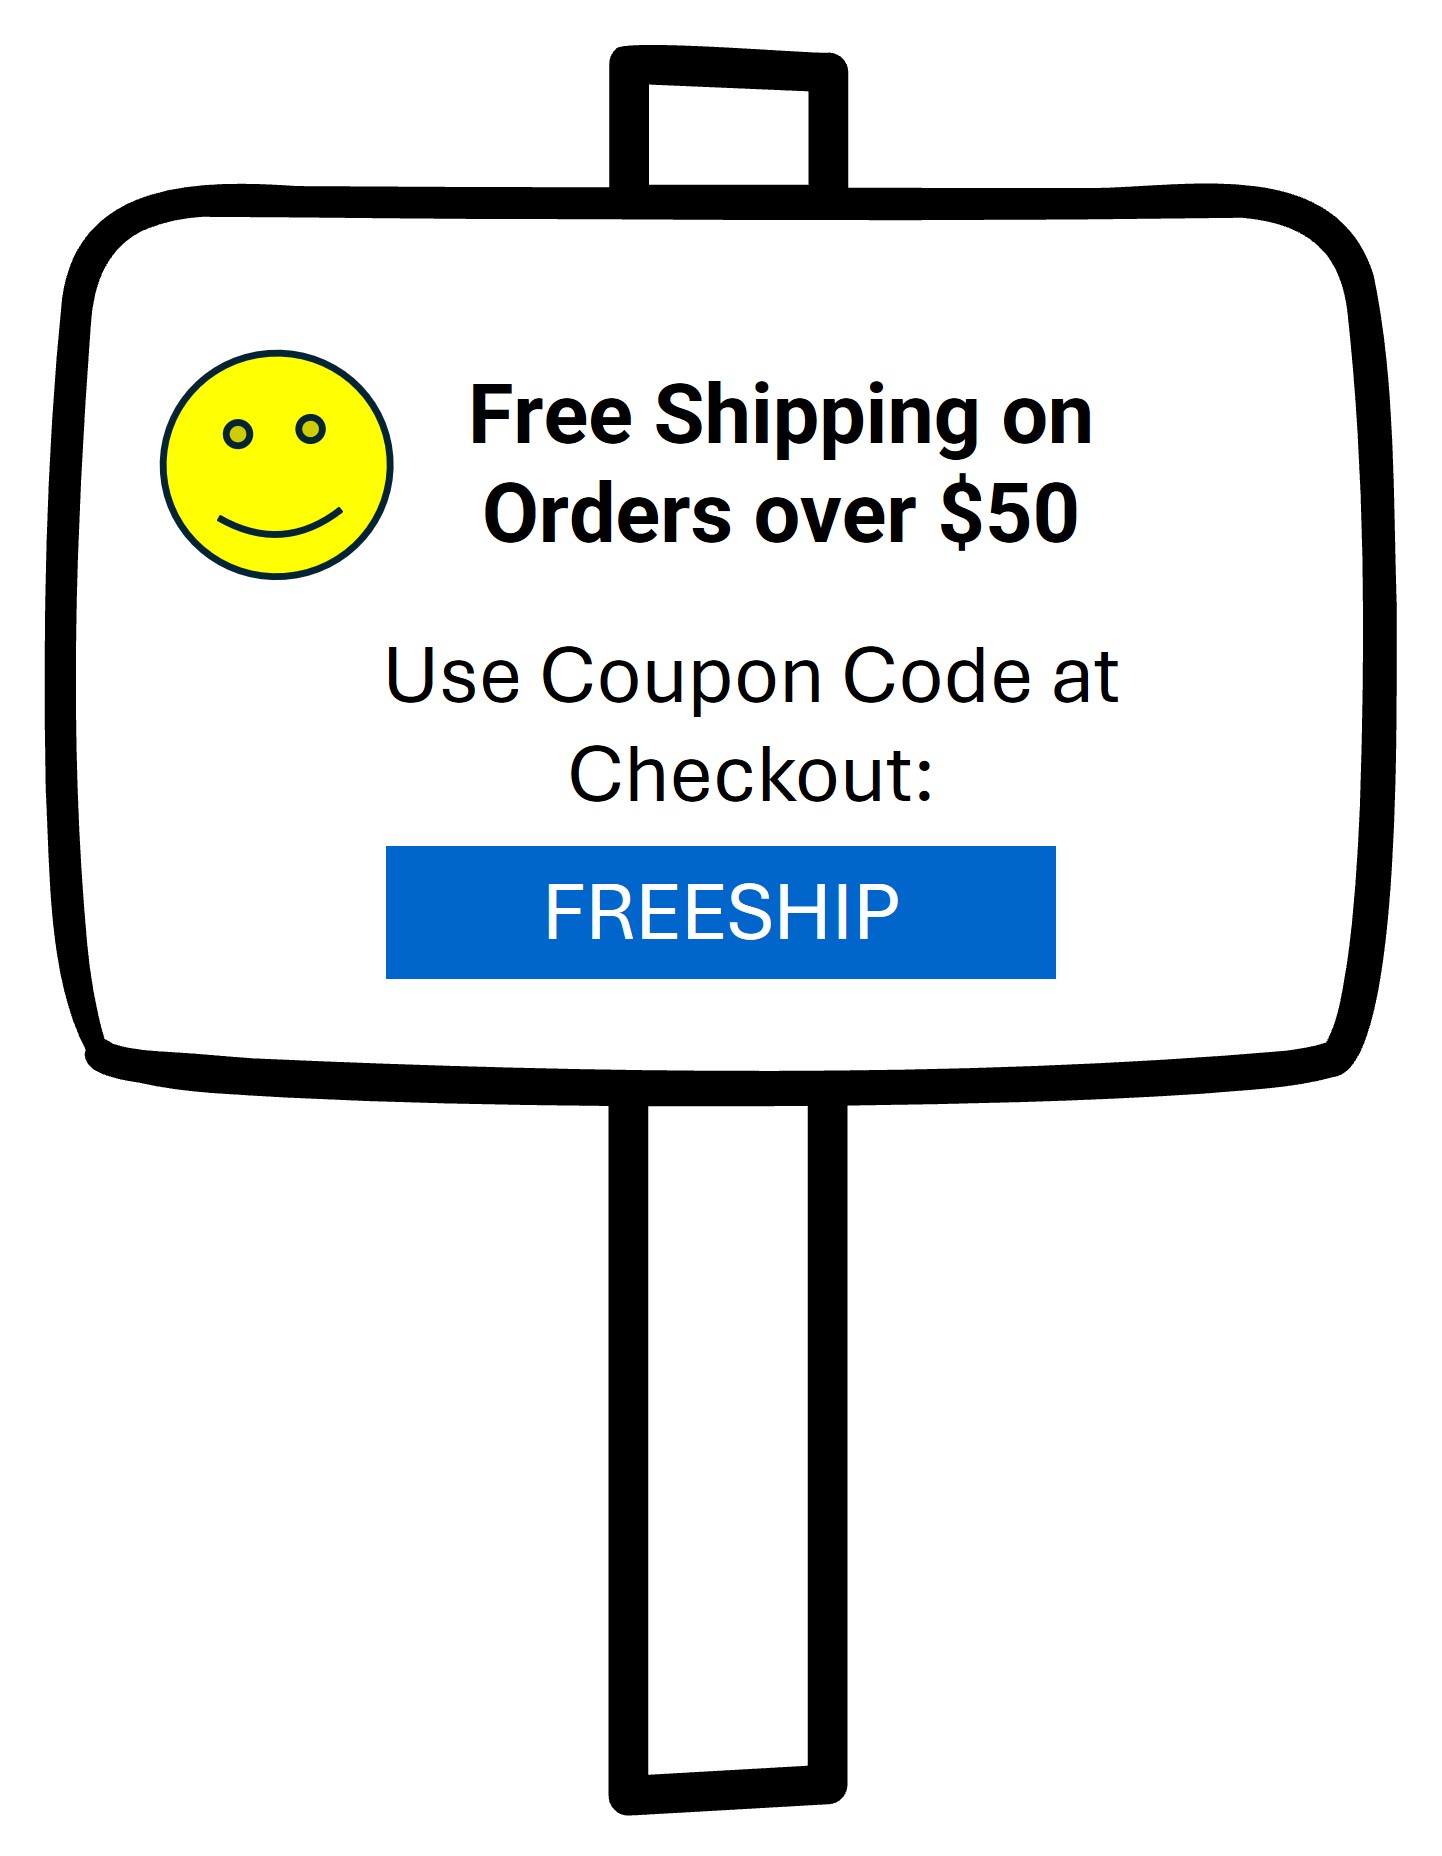 Free Shipping on
Orders over $50
Use Coupon Code at
Checkout:
FREESHIP